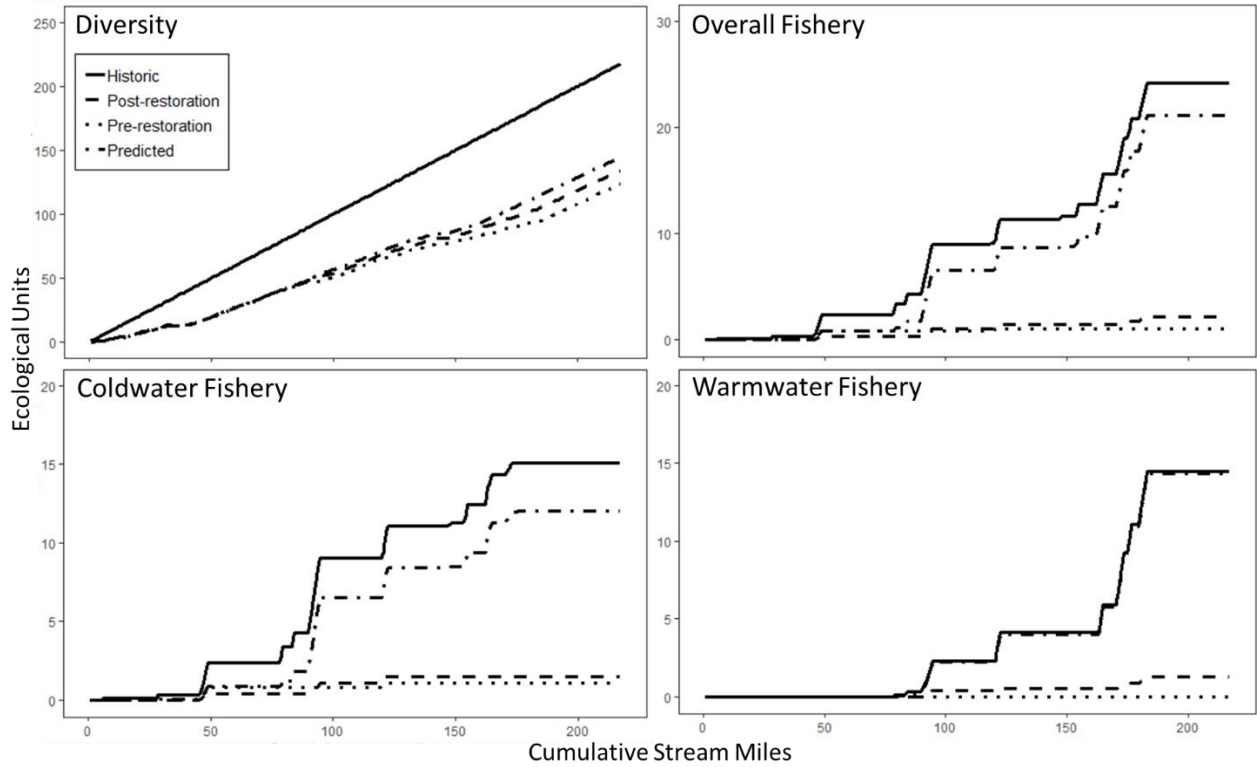 Diversity
250
200
150
100
50
0
Historic
Post-restoration
Pre-restoration
Predicted
Overall Fishery
30
20
10
0
Ecological Units
Coldwater Fishery
20
15
10
5
0
0 50 100 150 200
Warmwater Fishery
20
15
10
5
0
0 50 100 150 200
Cumulative Stream Miles